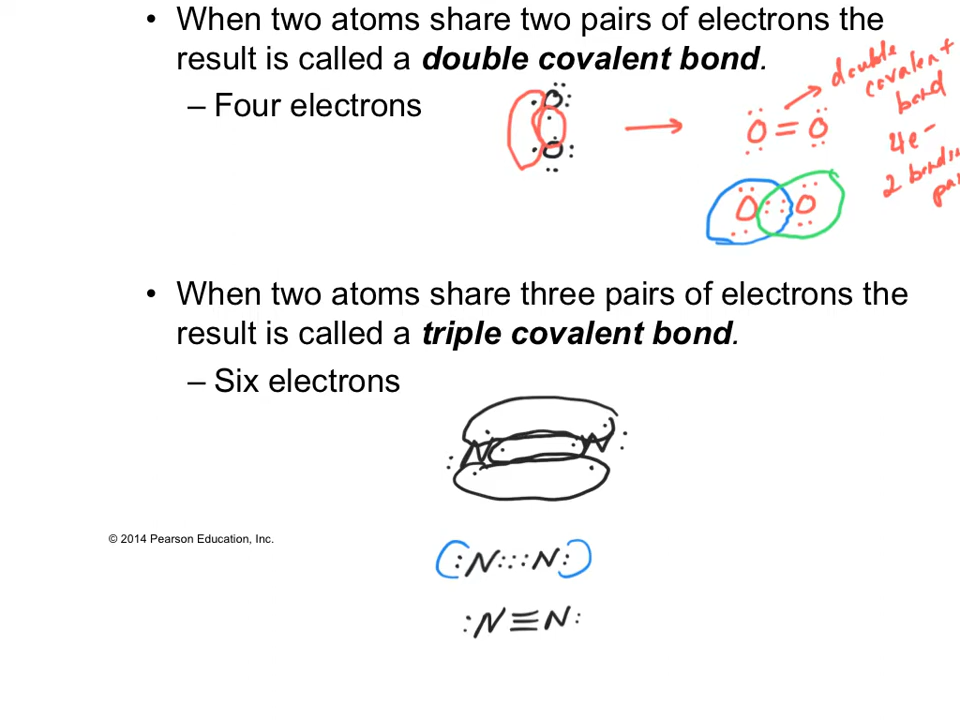 • When two atoms share two pairs of electrons the
result is called a double covalent bond.
– Four electrons
double
covalent
bond
:O: :O:
O = O
4e⁻
2 bonding
O :: O
• When two atoms share three pairs of electrons the
result is called a triple covalent bond.
– Six electrons
:N N:
© 2014 Pearson Education, Inc.
(:N:::N:)
:N≡N: